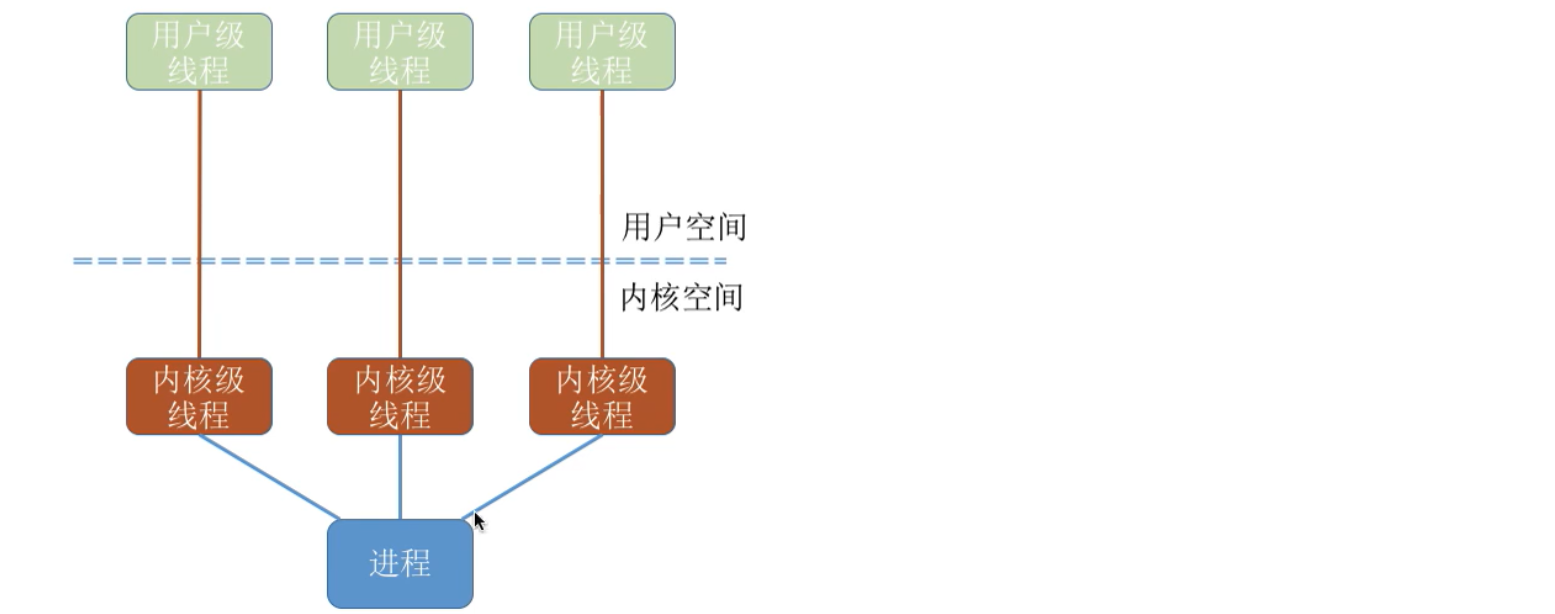 用户级
线程
用户级
线程
用户级
线程
用户空间
内核空间
内核级
线程
内核级
线程
内核级
线程
进程